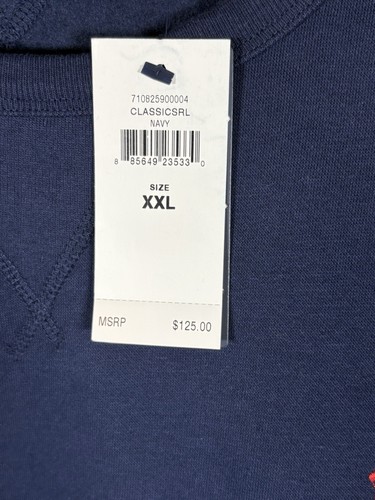 710825900004
CLASSICSRL
NAVY
8 85649 23533 0
SIZE
XXL
MSRP $125.00